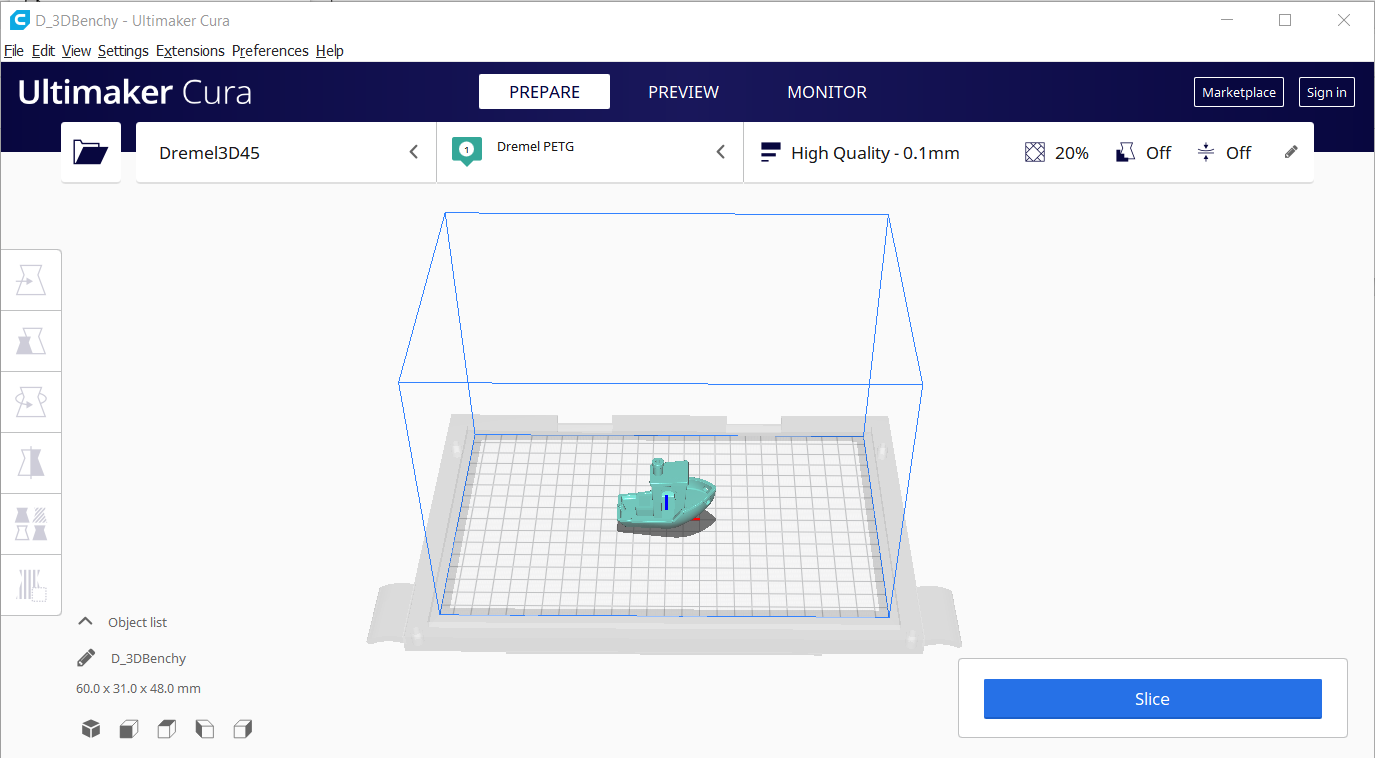 D_3DBenchy - Ultimaker Cura
File Edit View Settings Extensions Preferences Help
Ultimaker Cura
PREPARE
PREVIEW
MONITOR
Marketplace
Sign in
Dremel3D45
1
Dremel PETG
High Quality - 0.1mm
20%
Off
Off
Object list
D_3DBenchy
60.0 x 31.0 x 48.0 mm
Slice